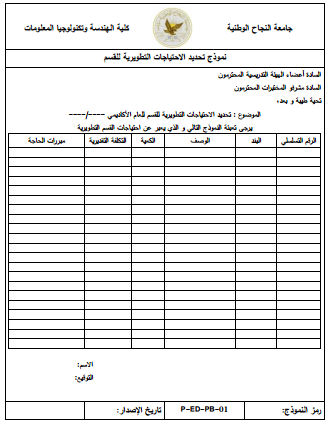 جامعة النجاح الوطنية
كلية الهندسة وتكنولوجيا المعلومات
نموذج تحديد الاحتياجات التطويرية للقسم
السادة أعضاء الهيئة التدريسية المحترمون
السادة مشرفو المختبرات المحترمون
تحية طيبة و بعد،
الموضوع : تحديد الاحتياجات التطويرية للقسم للعام الأكاديمي ----/----
يرجى تعبئة النموذج التالي و الذي يعبر عن احتياجات القسم التطويرية
الرقم التسلسلي البند الوصف الكمية التكلفة التقديرية مبررات الحاجة
الاسم:
التوقيع:
رمز النموذج: P-ED-PB-01 تاريخ الإصدار: